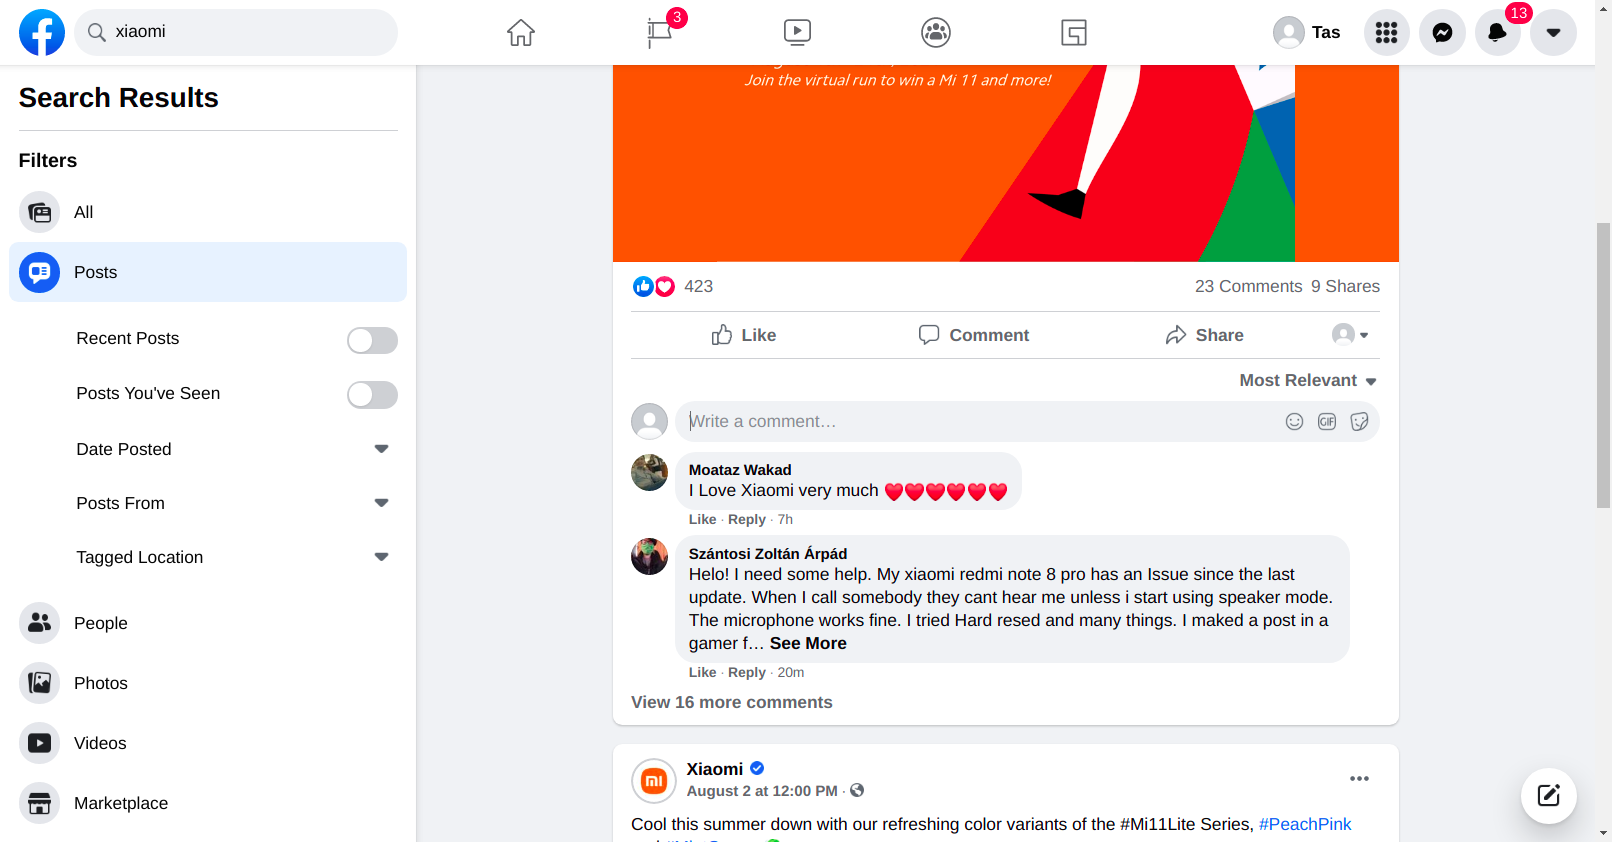 xiaomi
3
Tas
13
Search Results
Filters
All
Posts
Recent Posts
Posts You've Seen
Date Posted
Posts From
Tagged Location
People
Photos
Videos
Marketplace
Join the virtual run to win a Mi 11 and more!
423
23 Comments 9 Shares
Like
Comment
Share
Most Relevant
Write a comment…
GIF
Moataz Wakad
I Love Xiaomi very much ❤️❤️❤️❤️❤️❤️
Like · Reply · 7h
Szántosi Zoltán Árpád
Helo! I need some help. My xiaomi redmi note 8 pro has an Issue since the last
update. When I call somebody they cant hear me unless i start using speaker mode.
The microphone works fine. I tried Hard resed and many things. I maked a post in a
gamer f… See More
Like · Reply · 20m
View 16 more comments
Xiaomi
August 2 at 12:00 PM ·
Cool this summer down with our refreshing color variants of the #Mi11Lite Series, #PeachPink